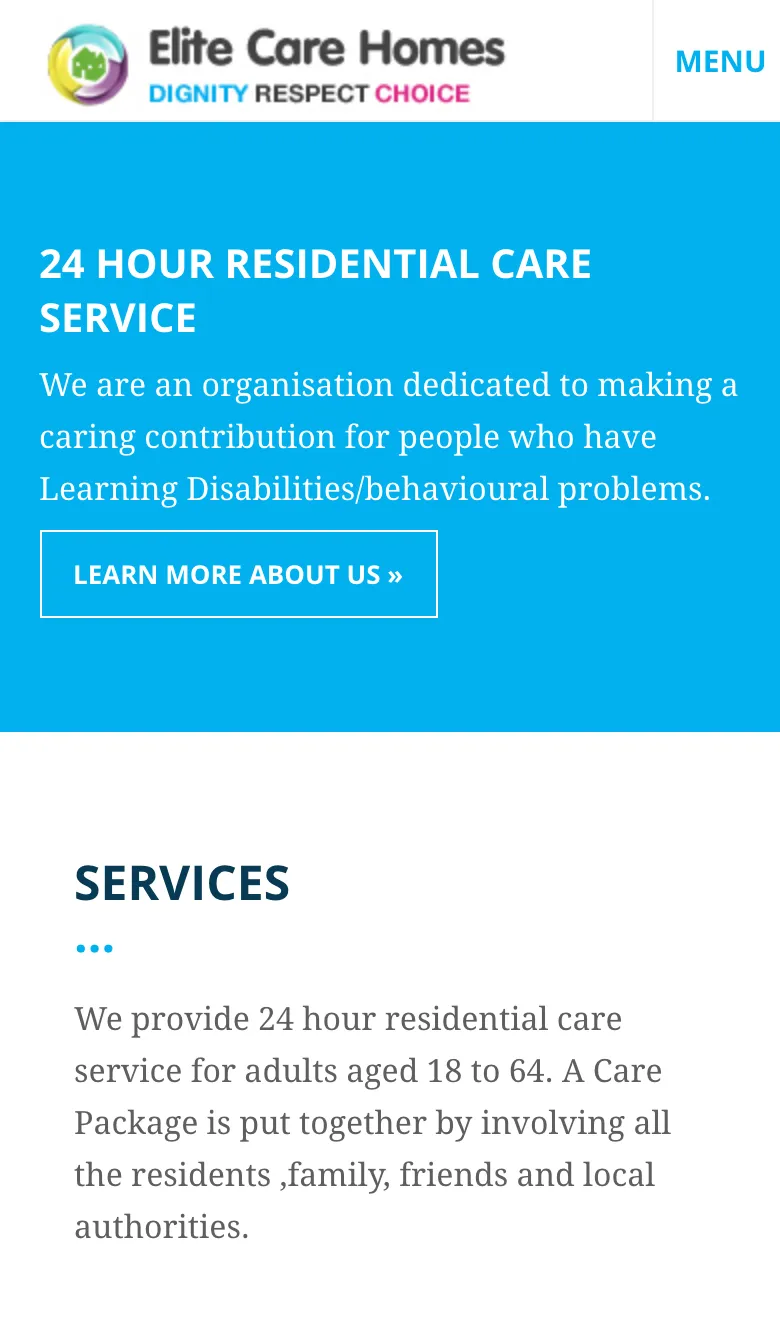 Elite Care Homes
DIGNITY RESPECT CHOICE
MENU
24 HOUR RESIDENTIAL CARE
SERVICE
We are an organisation dedicated to making a
caring contribution for people who have
Learning Disabilities/behavioural problems.
LEARN MORE ABOUT US »
SERVICES
...
We provide 24 hour residential care
service for adults aged 18 to 64. A Care
Package is put together by involving all
the residents ,family, friends and local
authorities.